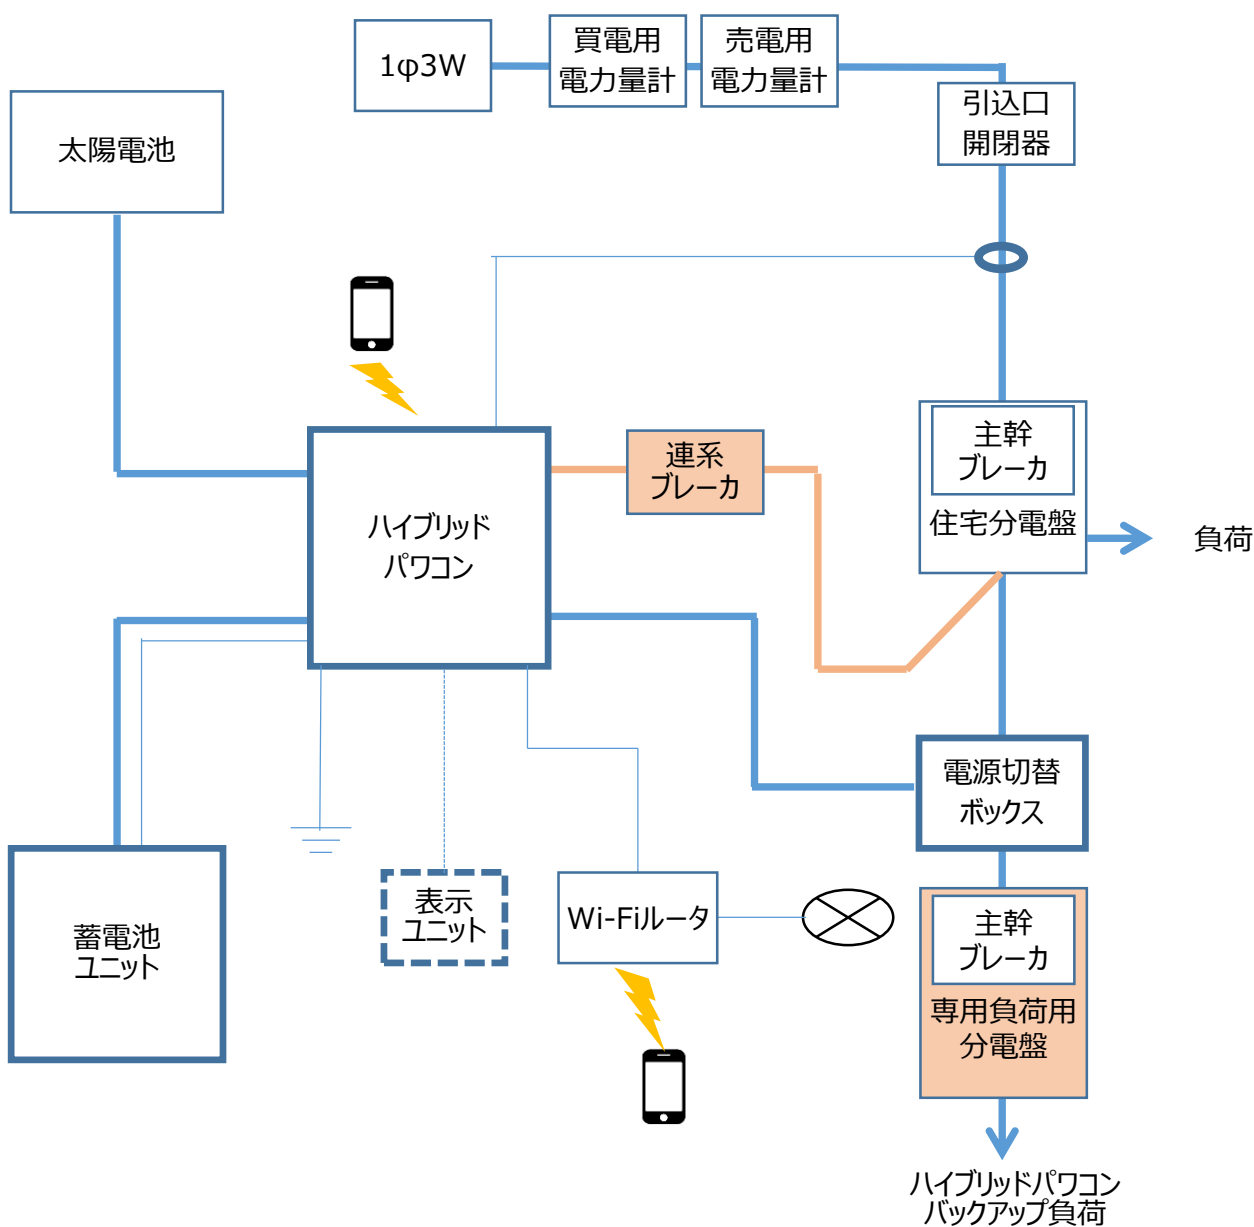 1φ3W
買電用
電力量計
売電用
電力量計
引込口
開閉器
太陽電池
主幹
ブレーカ
住宅分電盤
負荷
連系
ブレーカ
ハイブリッド
パワコン
電源切替
ボックス
表示
ユニット
Wi-Fiルータ
蓄電池
ユニット
主幹
ブレーカ
専用負荷用
分電盤
ハイブリッドパワコン
バックアップ負荷